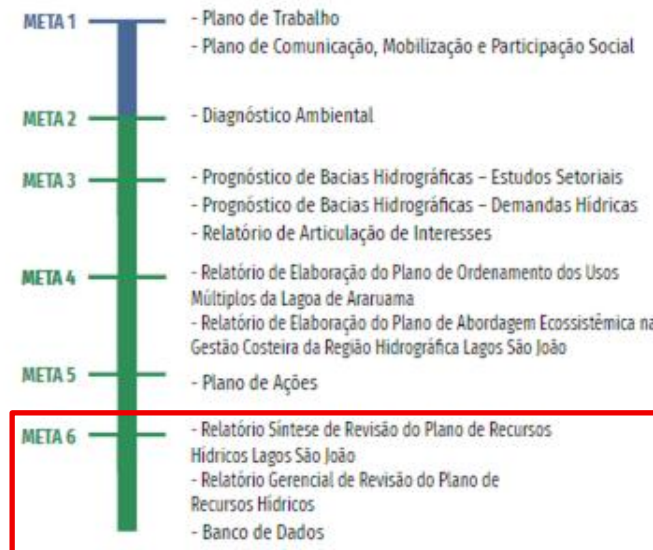 META 1
- Plano de Trabalho
- Plano de Comunicação, Mobilização e Participação Social
META 2
- Diagnóstico Ambiental
META 3
- Prognóstico de Bacias Hidrográficas – Estudos Setoriais
- Prognóstico de Bacias Hidrográficas – Demandas Hídricas
- Relatório de Articulação de Interesses
META 4
- Relatório de Elaboração do Plano de Ordenamento dos Usos
Múltiplos da Lagoa de Araruama
- Relatório de Elaboração do Plano de Abordagem Ecossistêmica na
Gestão Costeira da Região Hidrográfica Lagos São João
META 5
- Plano de Ações
META 6
- Relatório Síntese de Revisão do Plano de Recursos
Hídricos Lagos São João
- Relatório Gerencial de Revisão do Plano de
Recursos Hídricos
- Banco de Dados